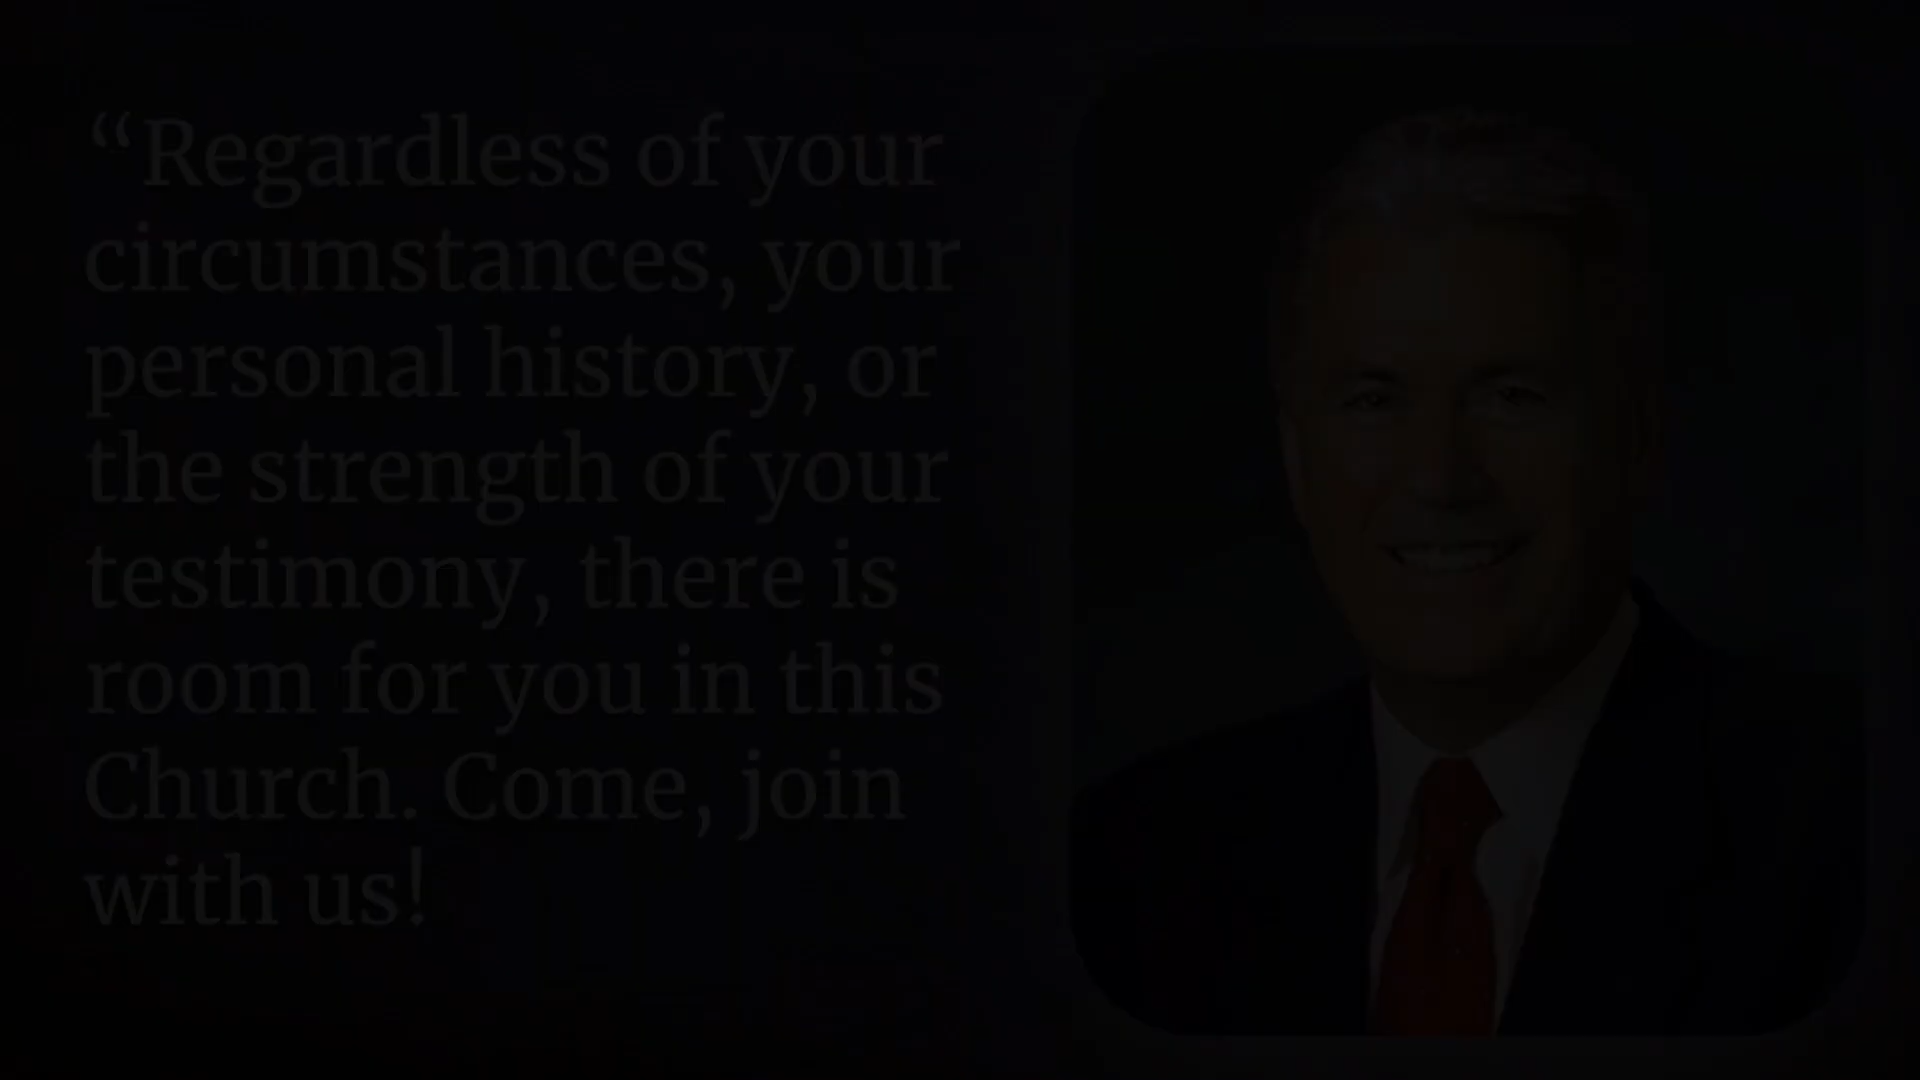 “Regardless of your
circumstances, your
personal history, or
the strength of your
testimony, there is
room for you in this
Church. Come, join
with us!